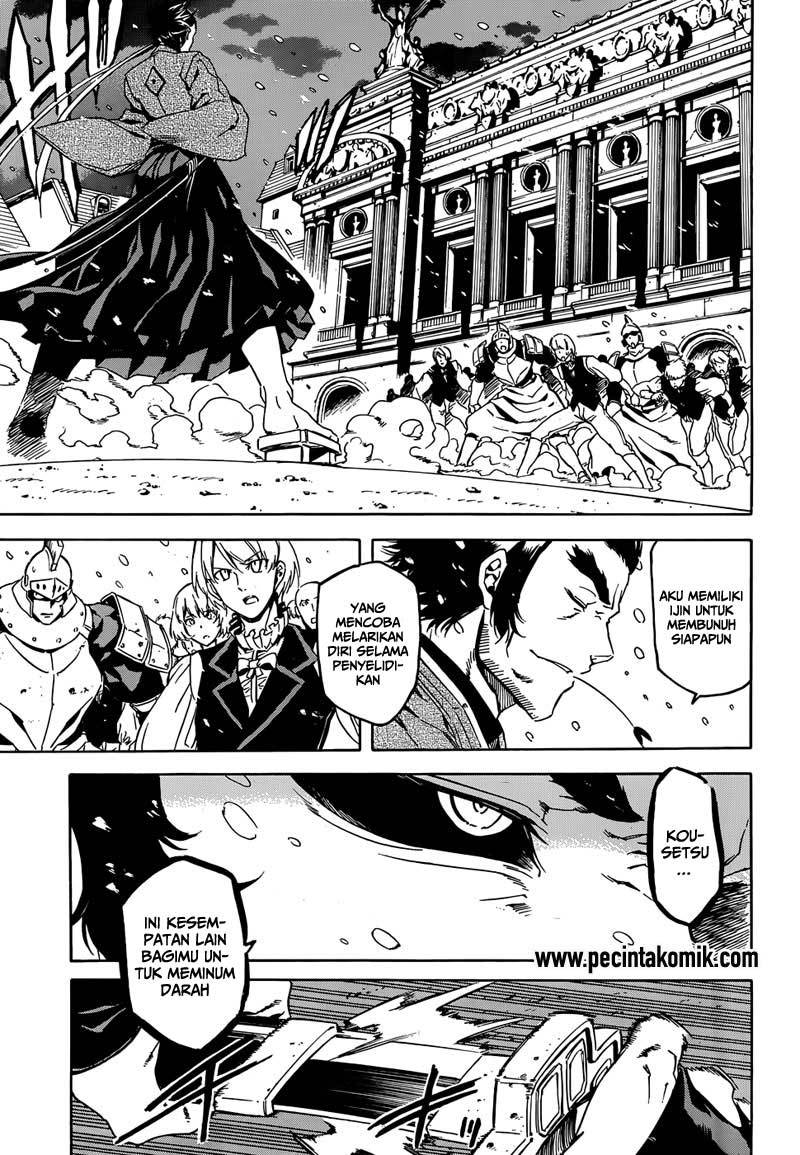 AKU MEMILIKI
IJIN UNTUK
MEMBUNUH
SIAPAPUN
YANG
MENCOBA
MELARIKAN
DIRI SELAMA
PENYELIDI-
KAN
KOU-
SETSU
...
INI KESEM-
PATAN LAIN
BAGIMU UN-
TUK MEMINUM
DARAH
www.pecintakomik.com